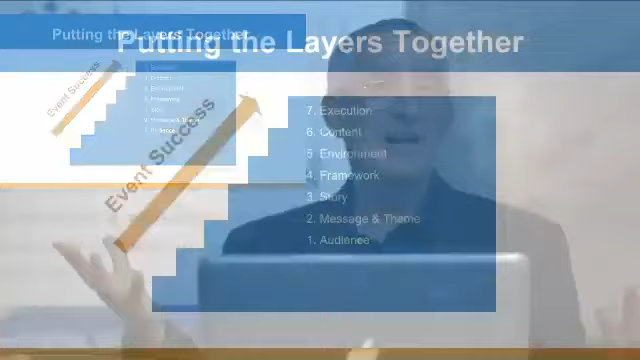 Putting the Layers Together
Putting the Layers Together
Event Success
7. Execution
6. Content
5. Environment
4. Framework
3. Story
2. Message & Theme
1. Audience
Event Success